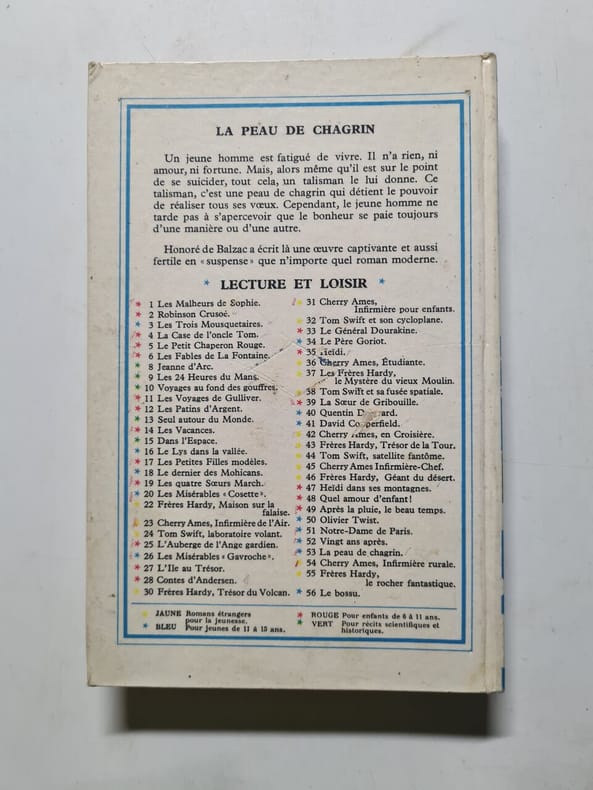 LA PEAU DE CHAGRIN
Un jeune homme est fatigué de vivre. Il n'a rien, ni
amour, ni fortune. Mais, alors même qu'il est sur le point
de se suicider, tout cela, un talisman le lui donne. Ce
talisman, c'est une peau de chagrin qui détient le pouvoir
de réaliser tous ses vœux. Cependant, le jeune homme ne
tarde pas à s'apercevoir que le bonheur se paie toujours
d'une manière ou d'une autre.
Honoré de Balzac a écrit là une œuvre captivante et aussi
fertile en «suspense» que n'importe quel roman moderne.
* LECTURE ET LOISIR *
* 1 Les Malheurs de Sophie.
* 2 Robinson Crusoé.
* 3 Les Trois Mousquetaires.
* 4 La Case de l'oncle Tom.
* 5 Le Petit Chaperon Rouge.
* 6 Les Fables de La Fontaine.
* 8 Jeanne d'Arc.
* 9 Les 24 Heures du Mans.
* 10 Voyages au fond des gouffres.
* 11 Les Voyages de Gulliver.
* 12 Les Patins d'Argent.
* 13 Seul autour du Monde.
* 14 Les Vacances.
* 15 Dans l'Espace.
* 16 Le Lys dans la vallée.
* 17 Les Petites Filles modèles.
* 18 Le dernier des Mohicans.
* 19 Les quatre Sœurs March.
* 20 Les Misérables «Cosette».
* 22 Frères Hardy, Maison sur la
falaise.
* 23 Cherry Ames, Infirmière de l'Air.
* 24 Tom Swift, laboratoire volant.
* 25 L'Auberge de l'Ange gardien.
* 26 Les Misérables «Gavroche».
* 27 L'Ile au Trésor.
* 28 Contes d'Andersen.
* 30 Frères Hardy, Trésor du Volcan.
* 31 Cherry Ames,
Infirmière pour enfants.
* 32 Tom Swift et son cycloplane.
* 33 Le Général Dourakine.
* 34 Le Père Goriot.
* 35 Heïdi.
* 36 Cherry Ames, Étudiante.
* 37 Les Frères Hardy,
le Mystère du vieux Moulin.
* 38 Tom Swift et sa fusée spatiale.
* 39 La Sœur de Gribouille.
* 40 Quentin
* 41 David Copperfield.
* 42 Cherry Ames, en Croisière.
* 43 Frères Hardy, Trésor de la Tour.
* 44 Tom Swift, satellite fantôme.
* 45 Cherry Ames Infirmière-Chef.
* 46 Frères Hardy, Géant du désert.
* 47 Heïdi dans ses montagnes.
* 48 Quel amour d'enfant!
* 49 Après la pluie, le beau temps.
* 50 Olivier Twist.
* 51 Notre-Dame de Paris.
* 52 Vingt ans après.
* 53 La peau de chagrin.
* 54 Cherry Ames, Infirmière rurale.
* 55 Frères Hardy,
le rocher fantastique.
* 56 Le bossu.
* JAUNE Romans étrangers
pour la jeunesse.
* BLEU Pour jeunes de 11 à 15 ans.
* ROUGE Pour enfants de 6 à 11 ans.
* VERT Pour récits scientifiques et
historiques.